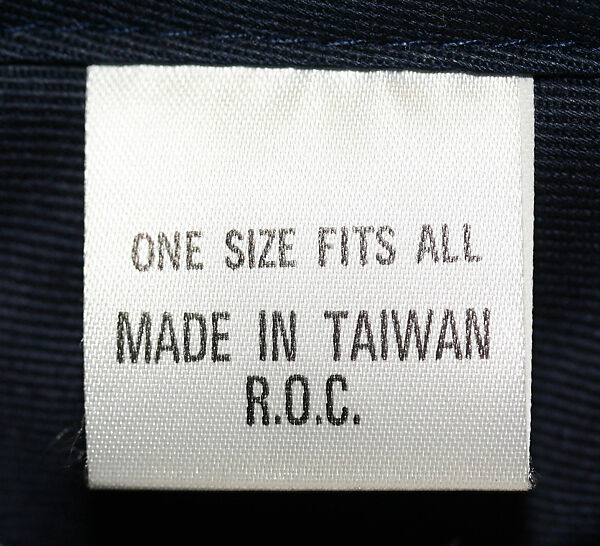 ONE SIZE FITS ALL
MADE IN TAIWAN
R.O.C.